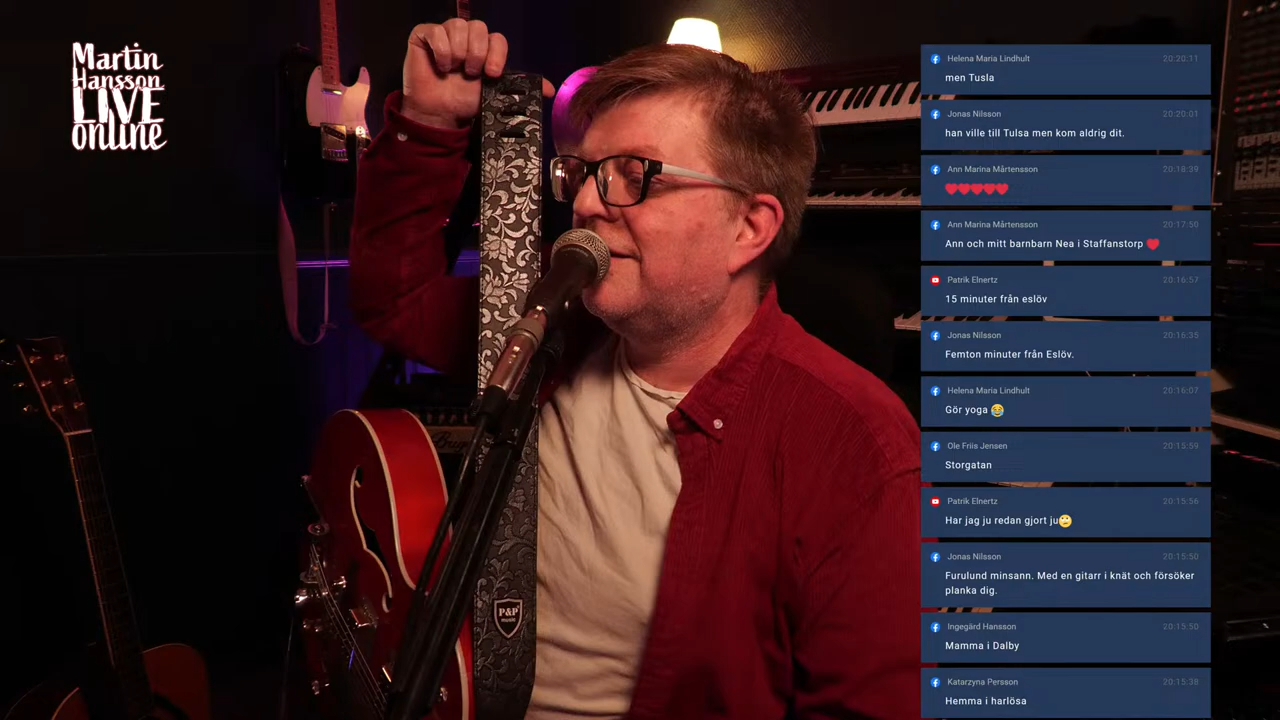 Martin
Hansson
LIVE
online
Helena Maria Lindhult 20:20:11
men Tusla
Jonas Nilsson 20:20:01
han ville till Tulsa men kom aldrig dit.
Ann Marina Mårtensson 20:18:39
❤️❤️❤️❤️❤️
Ann Marina Mårtensson 20:17:50
Ann och mitt barnbarn Nea i Staffanstorp ❤️
Patrik Elnertz 20:16:57
15 minuter från eslöv
Jonas Nilsson 20:16:35
Femton minuter från Eslöv.
Helena Maria Lindhult 20:16:07
Gör yoga 😂
Ole Friis Jensen 20:15:59
Storgatan
Patrik Elnertz 20:15:56
Har jag ju redan gjort ju🙄
Jonas Nilsson 20:15:50
Furulund minsann. Med en gitarr i knät och försöker
planka dig.
Ingegärd Hansson 20:15:50
Mamma i Dalby
Katarzyna Persson 20:15:38
Hemma i harlösa
P&P
music